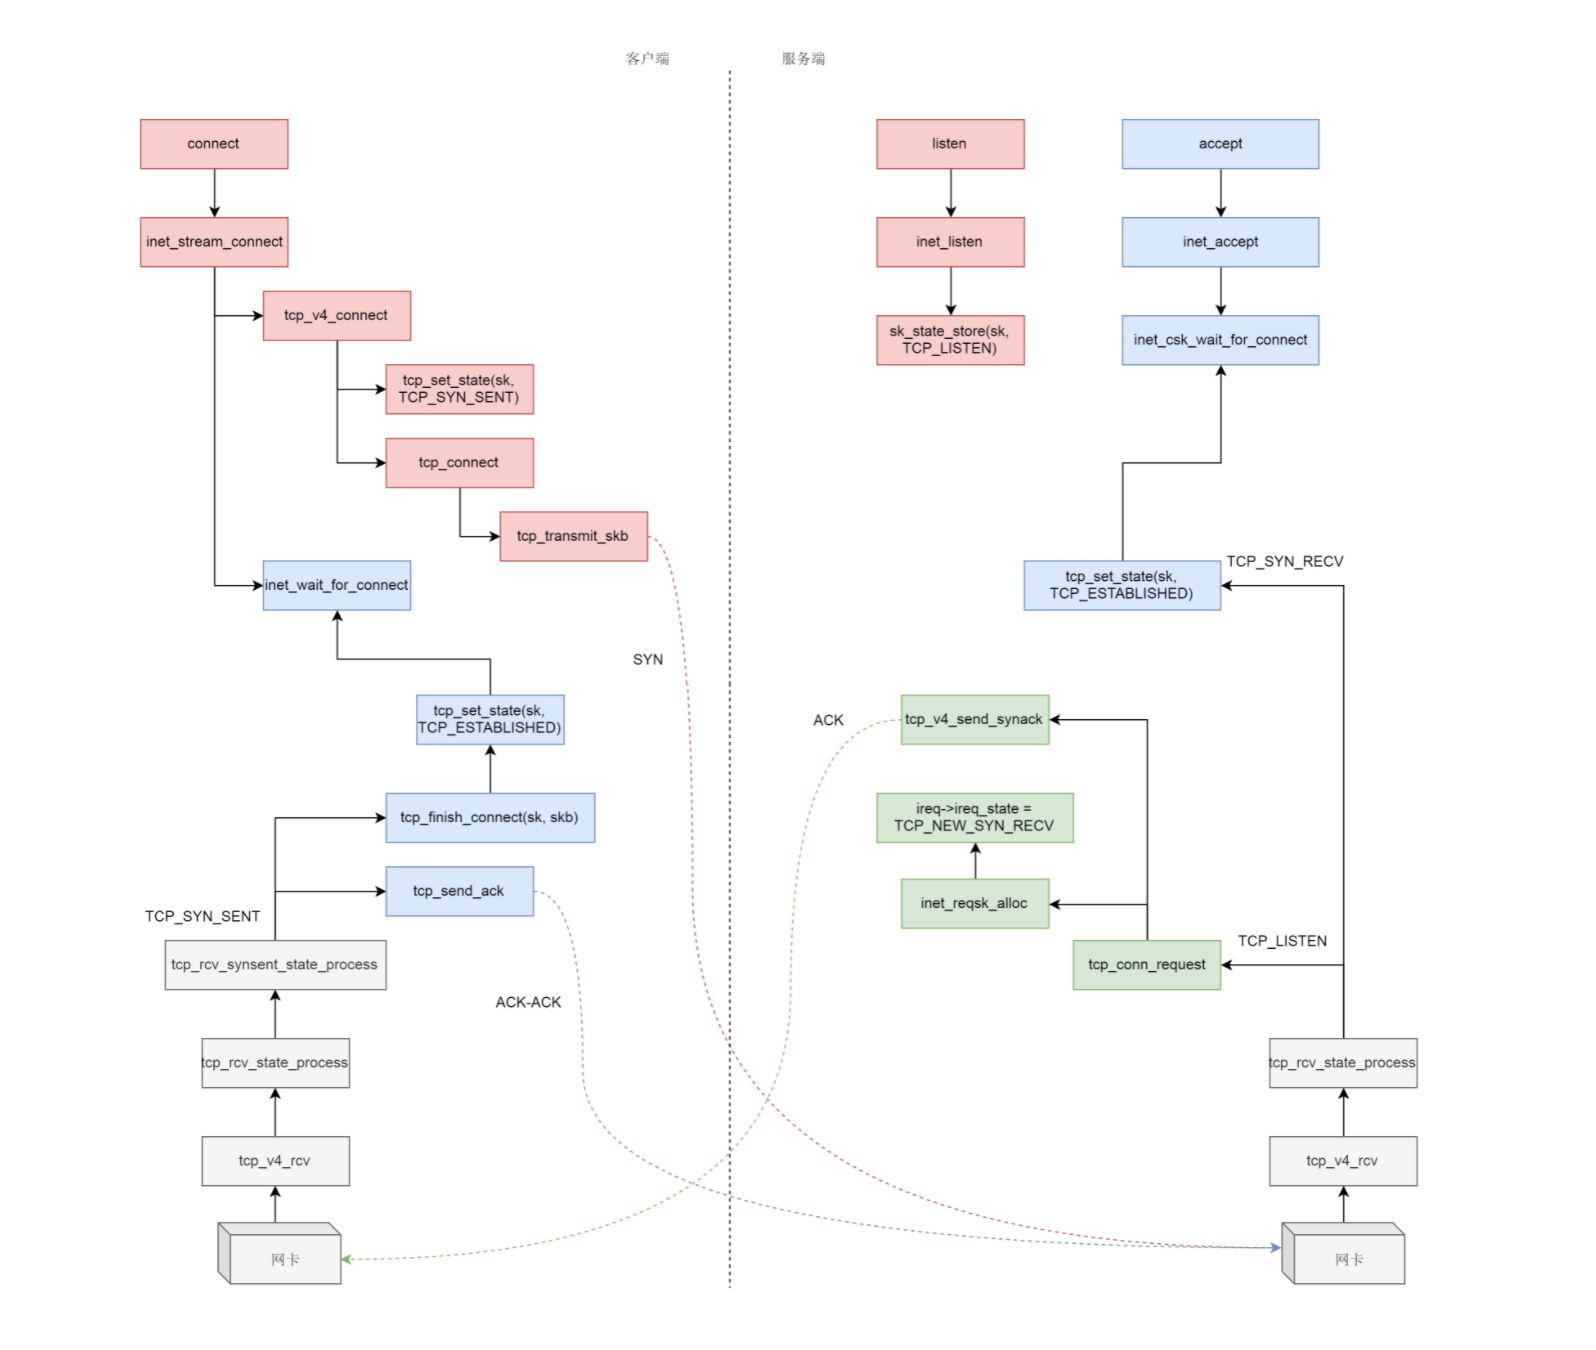 客户端
服务端
connect
listen
accept
inet_stream_connect
inet_listen
inet_accept
tcp_v4_connect
sk_state_store(sk,
TCP_LISTEN)
inet_csk_wait_for_connect
tcp_set_state(sk,
TCP_SYN_SENT)
tcp_connect
tcp_transmit_skb
inet_wait_for_connect
tcp_set_state(sk,
TCP_ESTABLISHED)
TCP_SYN_RECV
SYN
tcp_set_state(sk,
TCP_ESTABLISHED)
ACK
tcp_v4_send_synack
tcp_finish_connect(sk, skb)
ireq->ireq_state =
TCP_NEW_SYN_RECV
tcp_send_ack
inet_reqsk_alloc
TCP_SYN_SENT
TCP_LISTEN
tcp_rcv_synsent_state_process
tcp_conn_request
ACK-ACK
tcp_rcv_state_process
tcp_rcv_state_process
tcp_v4_rcv
tcp_v4_rcv
网卡
网卡